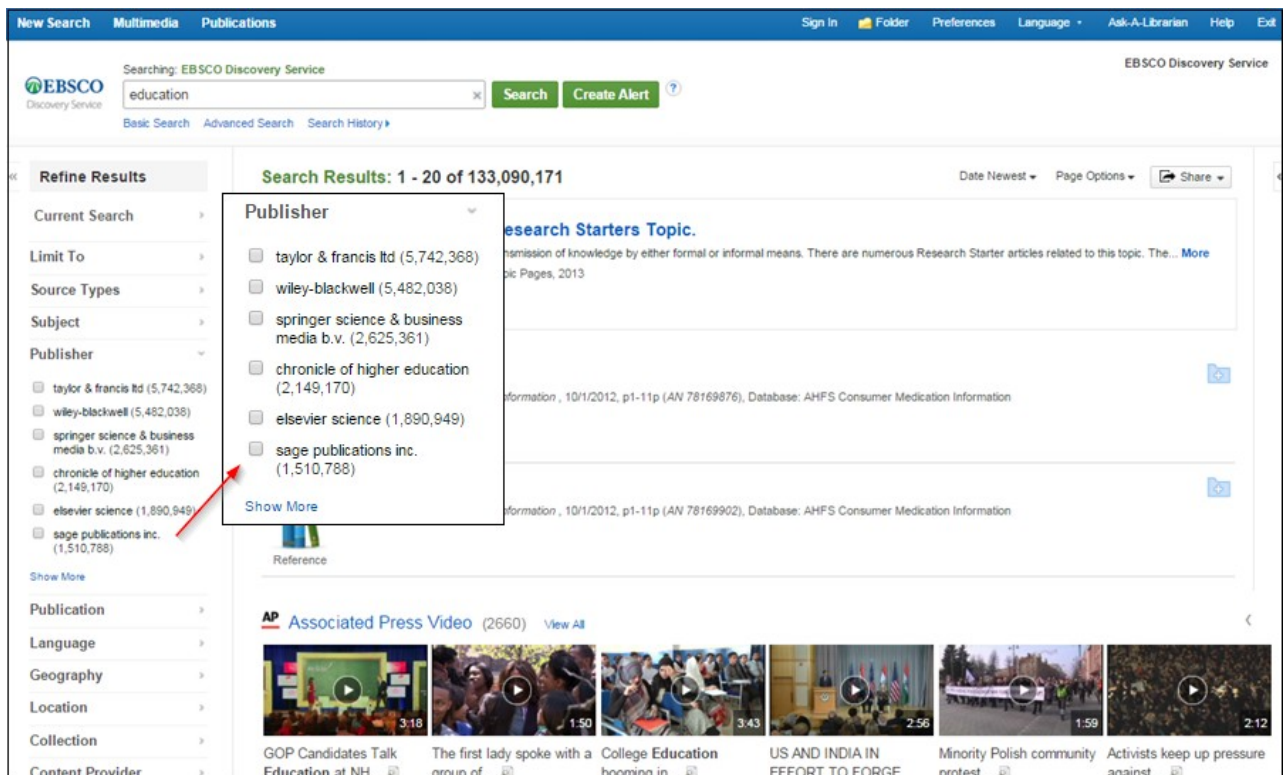 New Search Multimedia Publications Sign In Folder Preferences Language Ask-A-Librarian Help Exit
EBSCO Discovery Service
Searching: EBSCO Discovery Service
EBSCO
Discovery Service
education × Search Create Alert ?
Basic Search Advanced Search Search History
« Refine Results
Current Search
Limit To
Source Types
Subject
Publisher
taylor & francis ltd (5,742,368)
wiley-blackwell (5,482,038)
springer science & business
media b.v. (2,625,361)
chronicle of higher education
(2,149,170)
elsevier science (1,890,949)
sage publications inc.
(1,510,788)
Show More
Publication
Language
Geography
Location
Collection
Content Provider
Search Results: 1 - 20 of 133,090,171 Date Newest Page Options Share
Publisher
taylor & francis ltd (5,742,368)
wiley-blackwell (5,482,038)
springer science & business
media b.v. (2,625,361)
chronicle of higher education
(2,149,170)
elsevier science (1,890,949)
sage publications inc.
(1,510,788)
Show More
esearch Starters Topic.
nsmission of knowledge by either formal or informal means. There are numerous Research Starter articles related to this topic. The... More
pic Pages, 2013
formation , 10/1/2012, p1-11p (AN 78169876), Database: AHFS Consumer Medication Information
formation , 10/1/2012, p1-11p (AN 78169902), Database: AHFS Consumer Medication Information
Reference
AP Associated Press Video (2660) View All
3:18 1:50 3:43 2:56 1:59 2:12
GOP Candidates Talk
Education at NH...
The first lady spoke with a
group of...
College Education
booming in...
US AND INDIA IN
EFFORT TO FORGE
Minority Polish community
protest...
Activists keep up pressure
against...